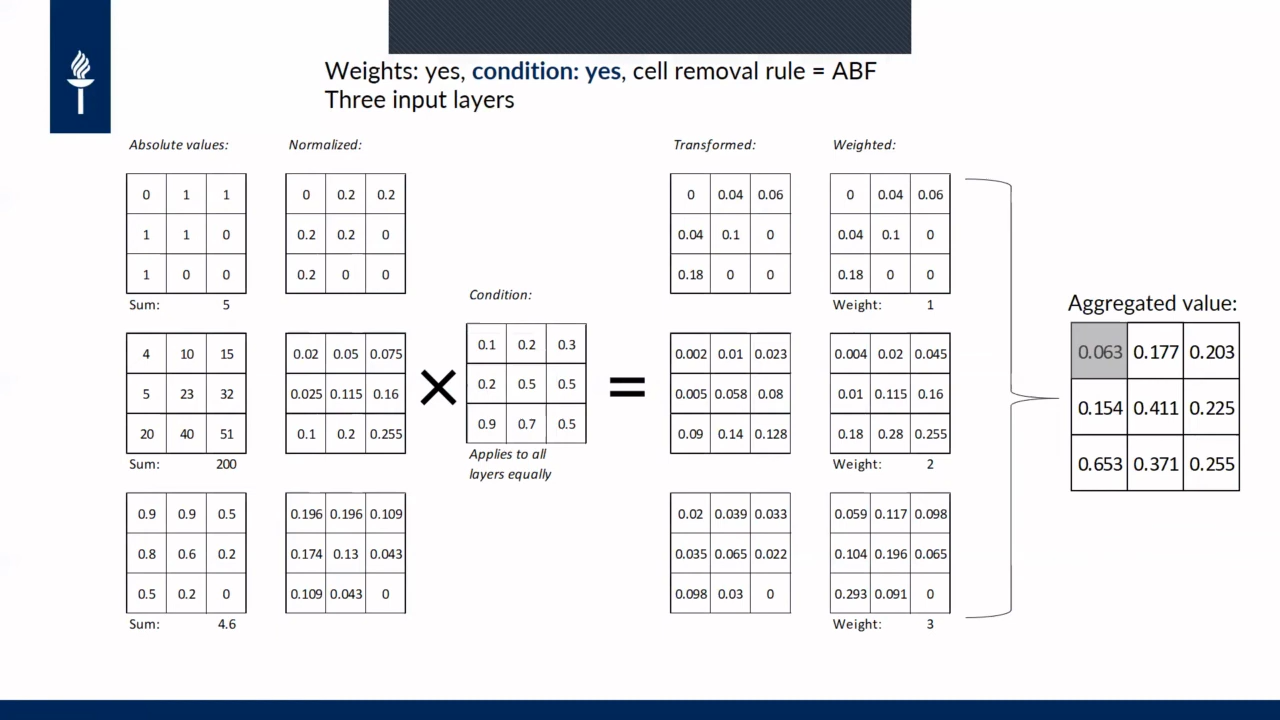 Weights: yes, condition: yes, cell removal rule = ABF
Three input layers
Absolute values:
Normalized:
Transformed:
Weighted:
0 1 1
1 1 0
1 0 0
Sum: 5
0 0.2 0.2
0.2 0.2 0
0.2 0 0
0 0.04 0.06
0.04 0.1 0
0.18 0 0
0 0.04 0.06
0.04 0.1 0
0.18 0 0
Weight: 1
4 10 15
5 23 32
20 40 51
Sum: 200
0.02 0.05 0.075
0.025 0.115 0.16
0.1 0.2 0.255
×
Condition:
0.1 0.2 0.3
0.2 0.5 0.5
0.9 0.7 0.5
Applies to all
layers equally
=
0.002 0.01 0.023
0.005 0.058 0.08
0.09 0.14 0.128
0.004 0.02 0.045
0.01 0.115 0.16
0.18 0.28 0.255
Weight: 2
0.9 0.9 0.5
0.8 0.6 0.2
0.5 0.2 0
Sum: 4.6
0.196 0.196 0.109
0.174 0.13 0.043
0.109 0.043 0
0.02 0.039 0.033
0.035 0.065 0.022
0.098 0.03 0
0.059 0.117 0.098
0.104 0.196 0.065
0.293 0.091 0
Weight: 3
Aggregated value:
0.063 0.177 0.203
0.154 0.411 0.225
0.653 0.371 0.255